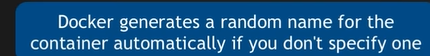 Docker generates a random name for the
container automatically if you don't specify one